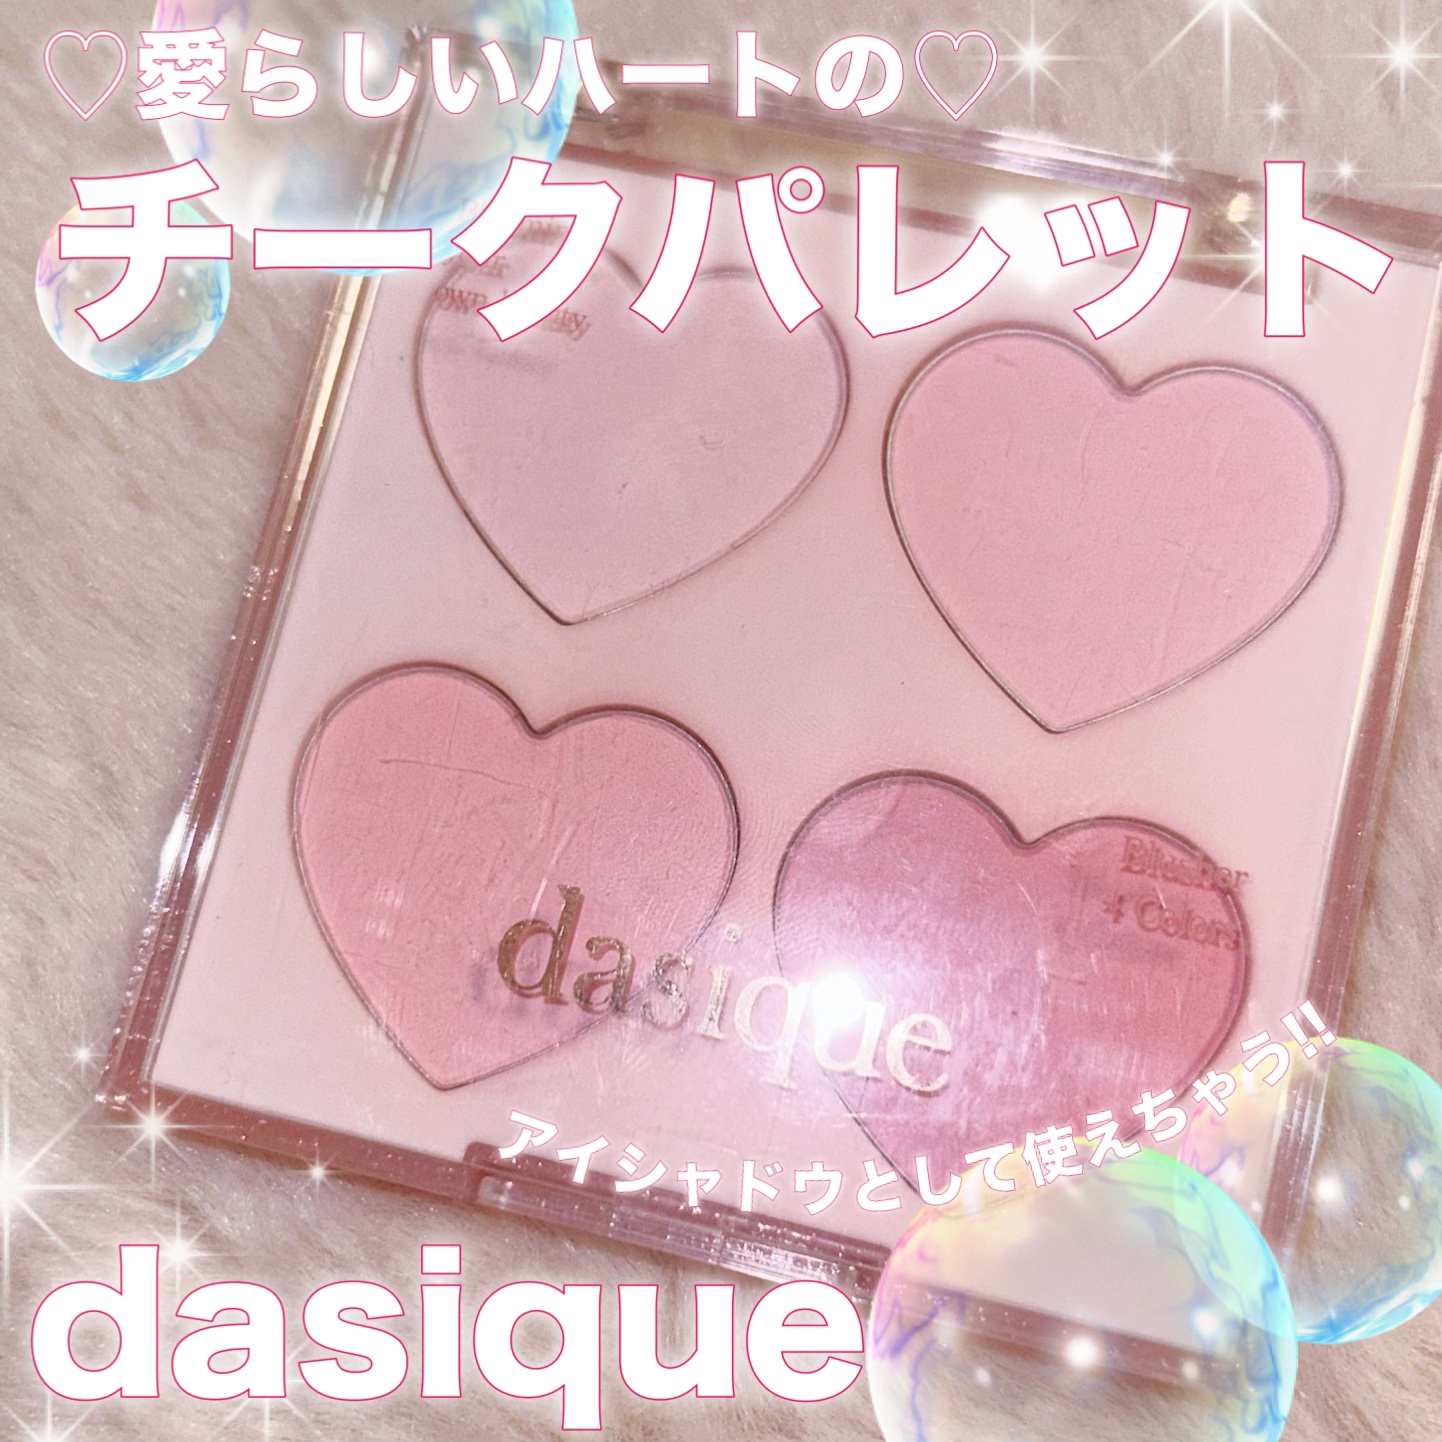 ♡愛らしいハートの♡
チークパレット
Blusher
4 Colors
dasique
アイシャドウとして使えちゃう!!
dasique